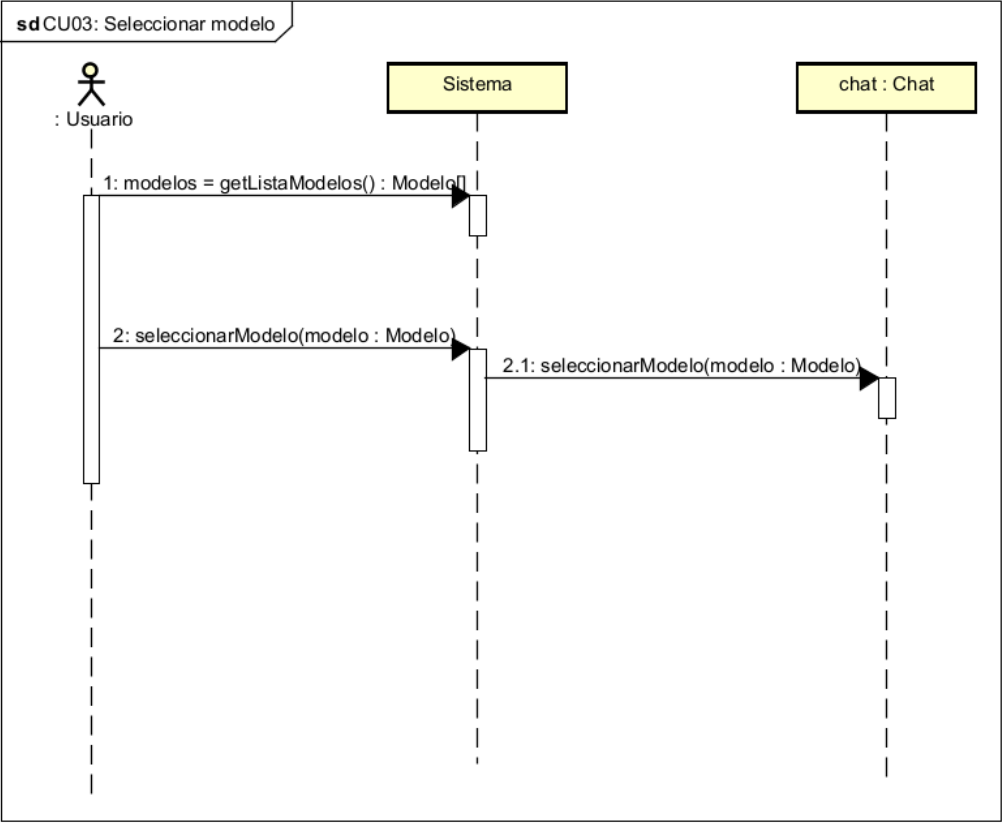 sd CU03: Seleccionar modelo
: Usuario
Sistema
chat : Chat
1: modelos = getListaModelos() : Modelo[]
2: seleccionarModelo(modelo : Modelo)
2.1: seleccionarModelo(modelo : Modelo)